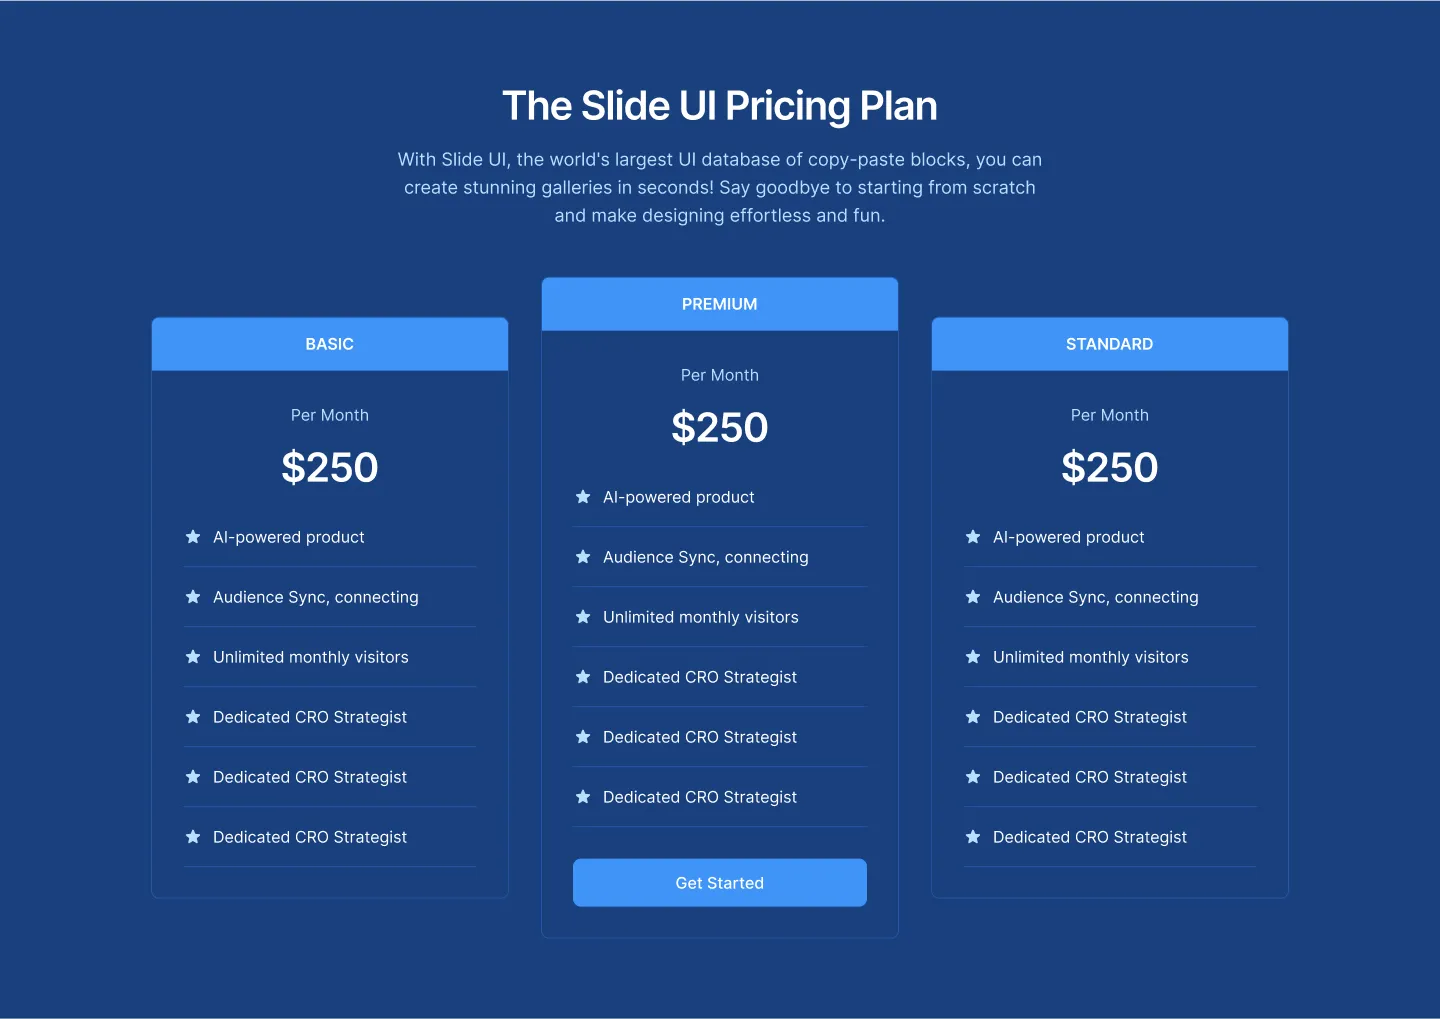 The Slide UI Pricing Plan
With Slide UI, the world's largest UI database of copy-paste blocks, you can
create stunning galleries in seconds! Say goodbye to starting from scratch
and make designing effortless and fun.
BASIC
Per Month
$250
AI-powered product
Audience Sync, connecting
Unlimited monthly visitors
Dedicated CRO Strategist
Dedicated CRO Strategist
Dedicated CRO Strategist
PREMIUM
Per Month
$250
AI-powered product
Audience Sync, connecting
Unlimited monthly visitors
Dedicated CRO Strategist
Dedicated CRO Strategist
Dedicated CRO Strategist
Get Started
STANDARD
Per Month
$250
AI-powered product
Audience Sync, connecting
Unlimited monthly visitors
Dedicated CRO Strategist
Dedicated CRO Strategist
Dedicated CRO Strategist